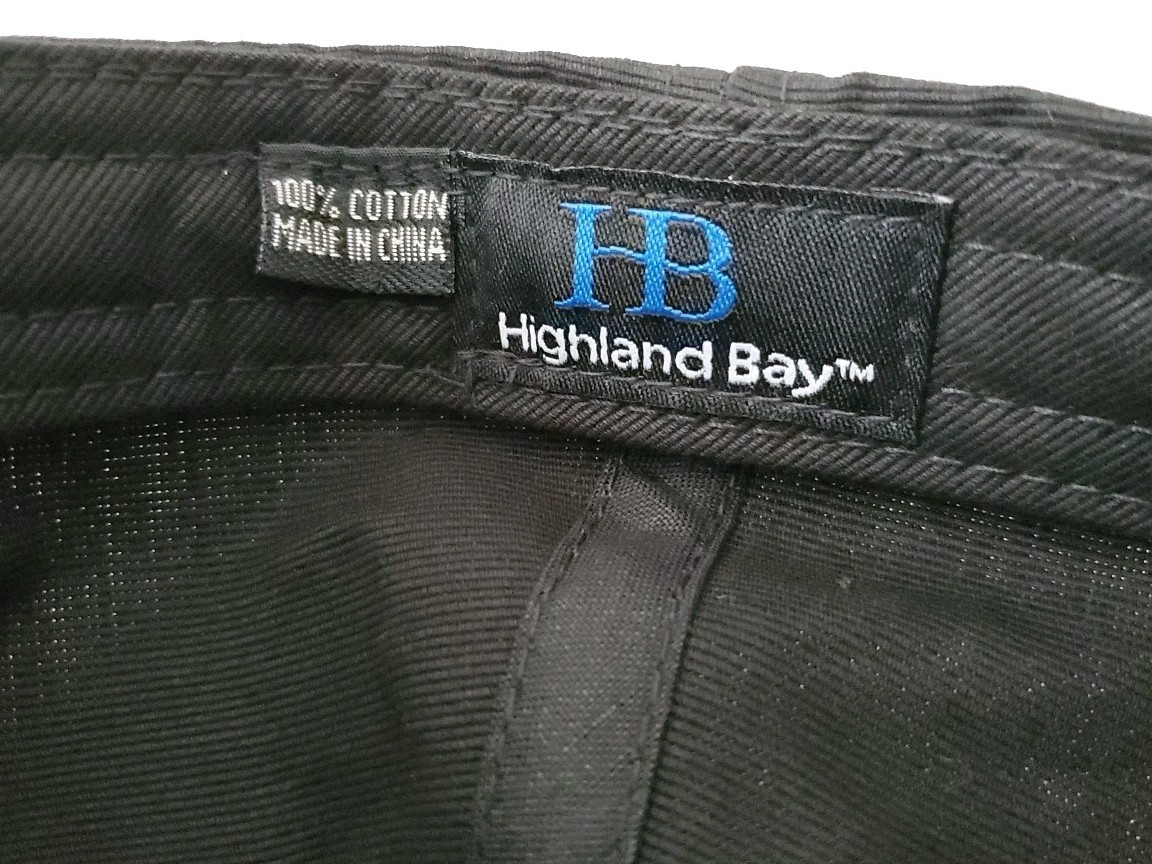 100% COTTON
MADE IN CHINA
HB
Highland Bay™